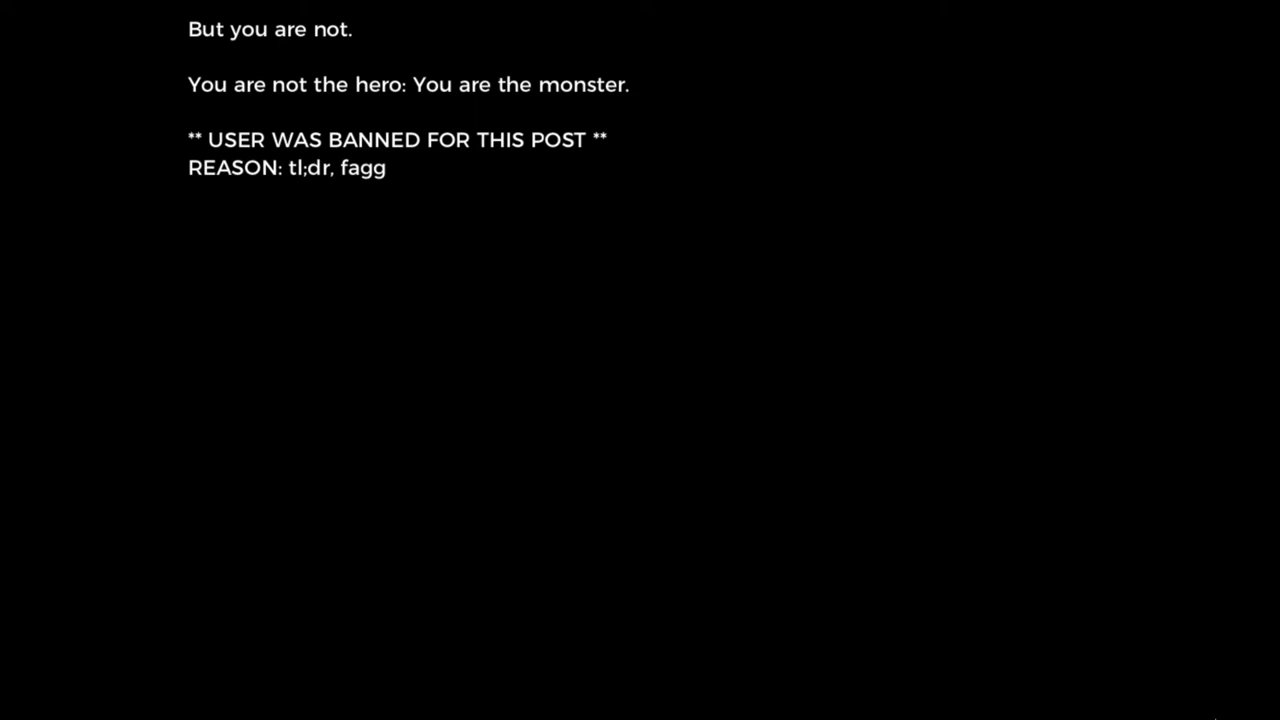 But you are not.
You are not the hero: You are the monster.
** USER WAS BANNED FOR THIS POST **
REASON: tl;dr, fagg